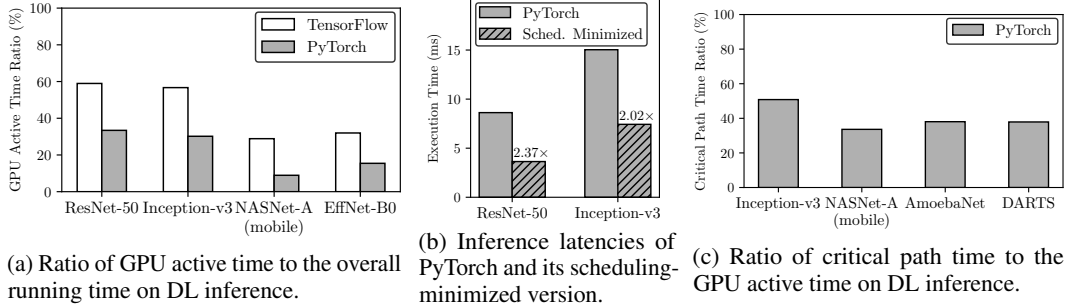 GPU Active Time Ratio (%)
100
80
60
40
20
0
TensorFlow
PyTorch
ResNet-50 Inception-v3 NASNet-A EffNet-B0
(mobile)
(a) Ratio of GPU active time to the overall
running time on DL inference.
Execution Time (ms)
15
10
5
0
PyTorch
Sched. Minimized
2.37×
2.02×
ResNet-50 Inception-v3
(b) Inference latencies of
PyTorch and its scheduling-
minimized version.
Critical Path Time Ratio (%)
100
80
60
40
20
0
PyTorch
Inception-v3 NASNet-A AmoebaNet DARTS
(mobile)
(c) Ratio of critical path time to the
GPU active time on DL inference.